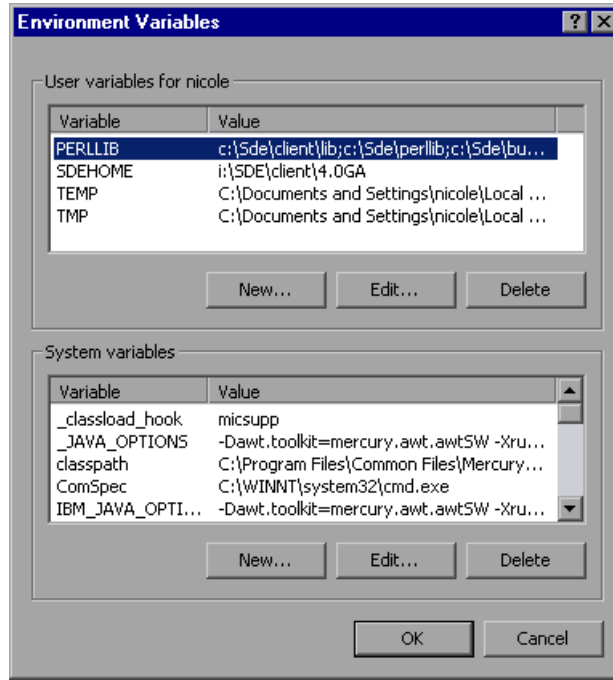 Environment Variables
User variables for nicole
Variable Value
PERLLIB c:\Sde\client\lib;c:\Sde\perllib;c:\Sde\bu...
SDEHOME i:\SDE\client\4.0GA
TEMP C:\Documents and Settings\nicole\Local ...
TMP C:\Documents and Settings\nicole\Local ...
New... Edit... Delete
System variables
Variable Value
_classload_hook micsupp
_JAVA_OPTIONS -Dawt.toolkit=mercury.awt.awtSW -Xru...
classpath C:\Program Files\Common Files\Mercury...
ComSpec C:\WINNT\system32\cmd.exe
IBM_JAVA_OPTI... -Dawt.toolkit=mercury.awt.awtSW -Xru...
New... Edit... Delete
OK Cancel